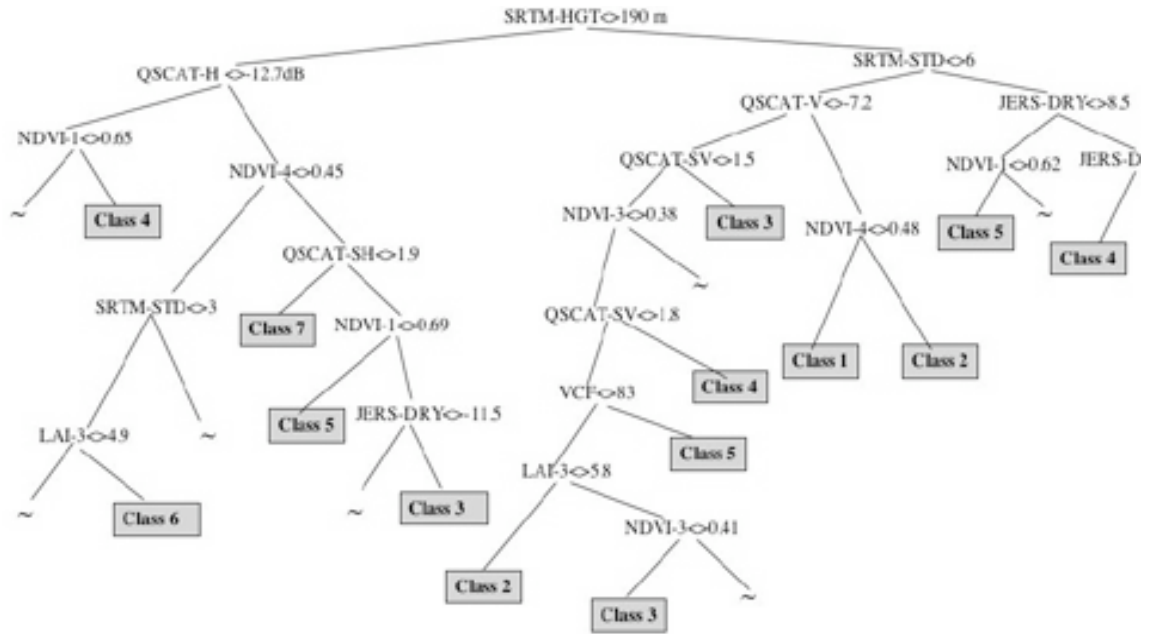 SRTM-HGT<>190 m
QSCAT-H <>-12.7dB
SRTM-STD<>6
NDVI-1<>0.65
QSCAT-V<>-7.2
JERS-DRY<>8.5
NDVI-4<>0.45
QSCAT-SV<>1.5
NDVI-1<>0.62
JERS-D
~
Class 4
NDVI-3<>0.38
Class 3
NDVI-4<>0.48
Class 5
~
Class 4
QSCAT-SH<>1.9
~
SRTM-STD<>3
Class 7
NDVI-1<>0.69
QSCAT-SV<>1.8
Class 1
Class 2
Class 4
VCF<>83
JERS-DRY<>-11.5
Class 5
LAI-3<>4.9
~
Class 5
LAI-3<>5.8
~
Class 6
~
Class 3
NDVI-3<>0.41
Class 2
Class 3
~